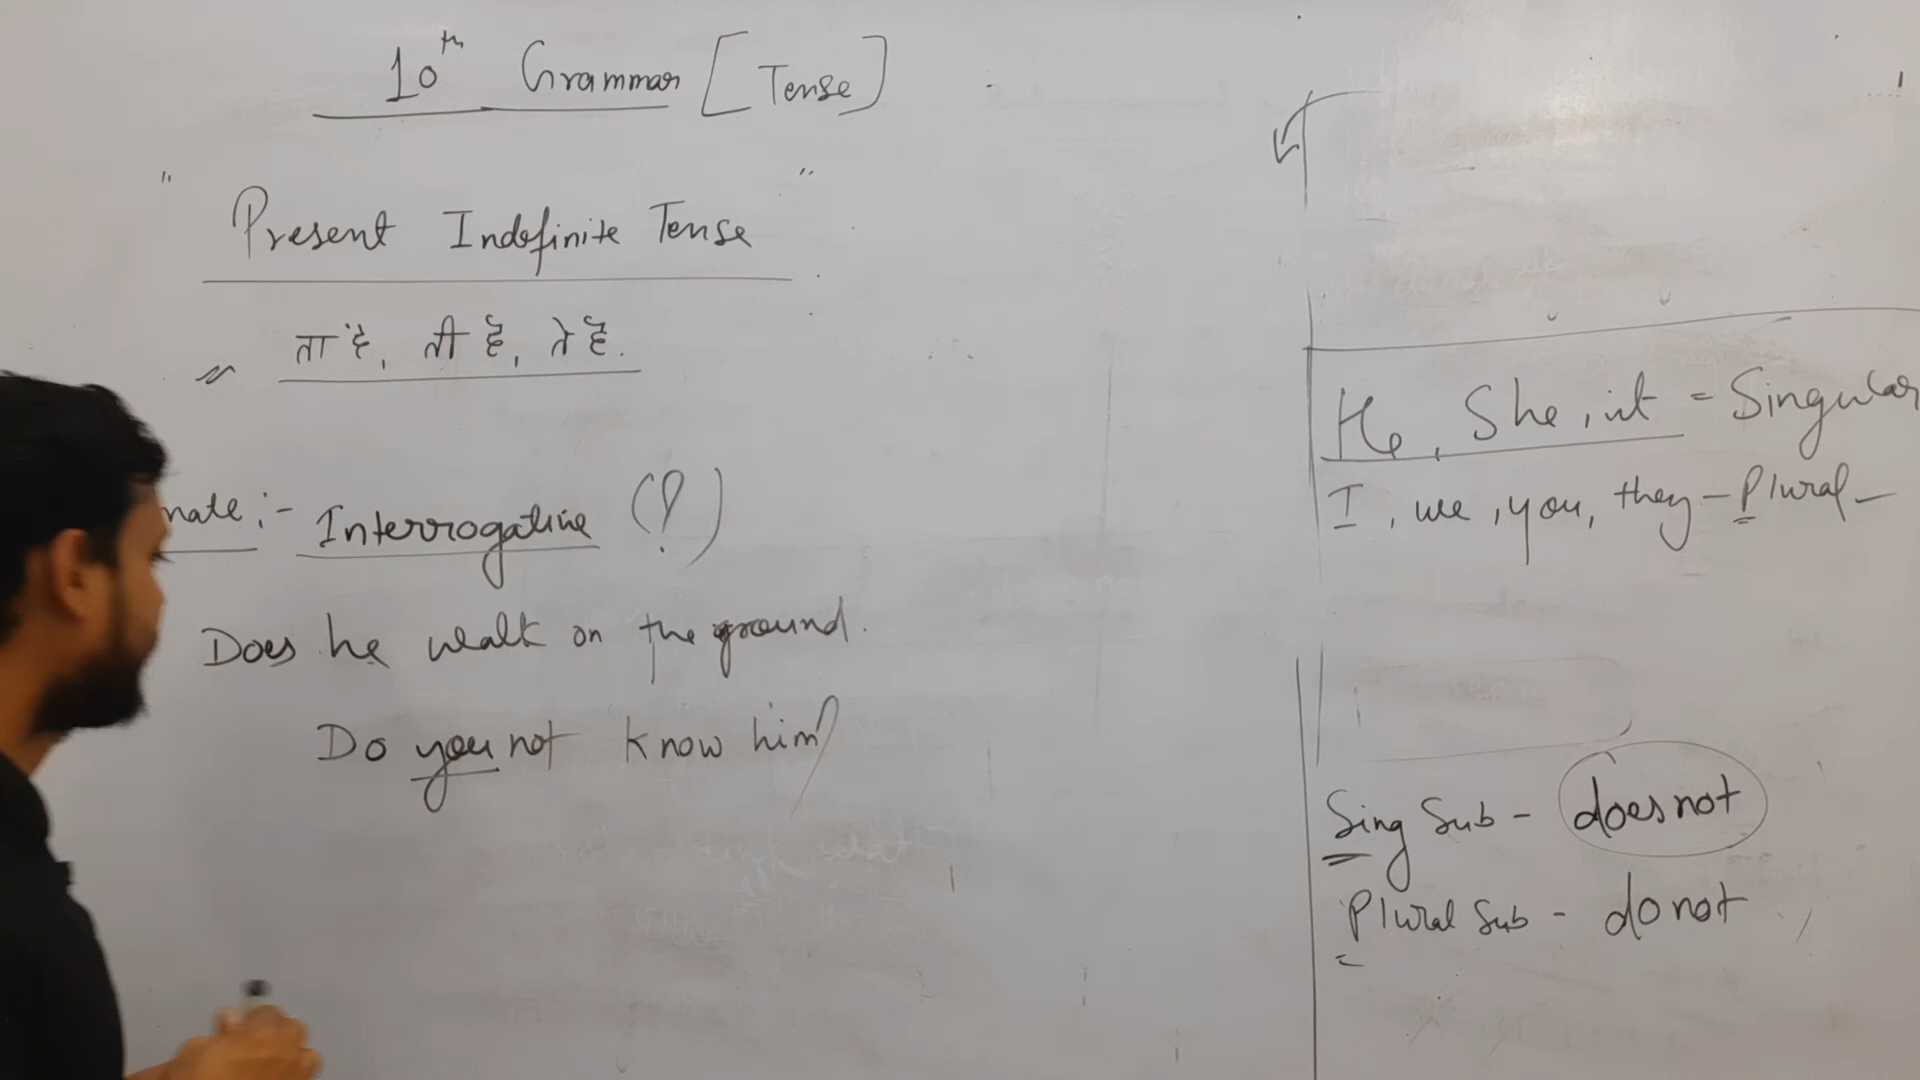 10th Grammar [Tense]
" Present Indefinite Tense "
ता है, ती है, ते है.
nate :- Interrogative (?)
Does he walk on the ground.
Do you not know him?
He, She, it = Singular
I, we, you, they - Plural -
Sing Sub - does not
Plural Sub - do not